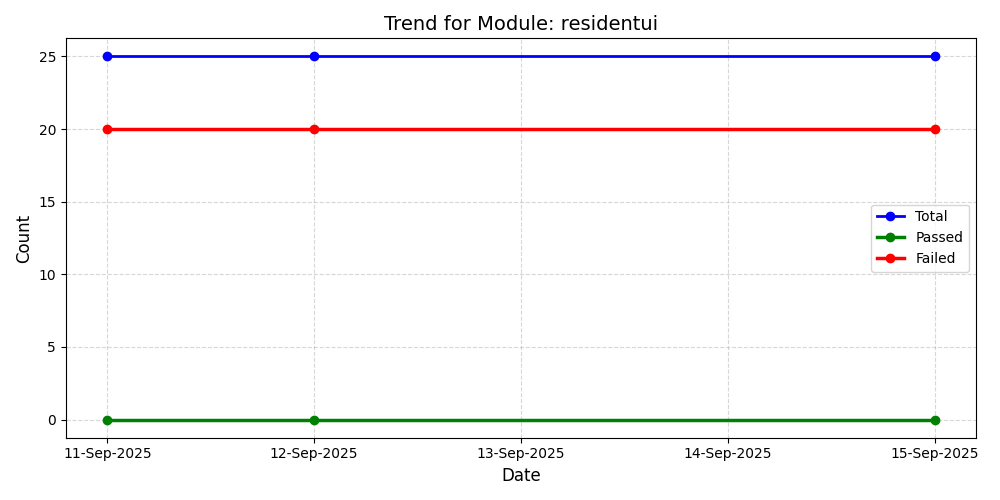 Trend for Module: residentui
25
20
15
10
5
0
Count
Total
Passed
Failed
11-Sep-2025
12-Sep-2025
13-Sep-2025
14-Sep-2025
15-Sep-2025
Date